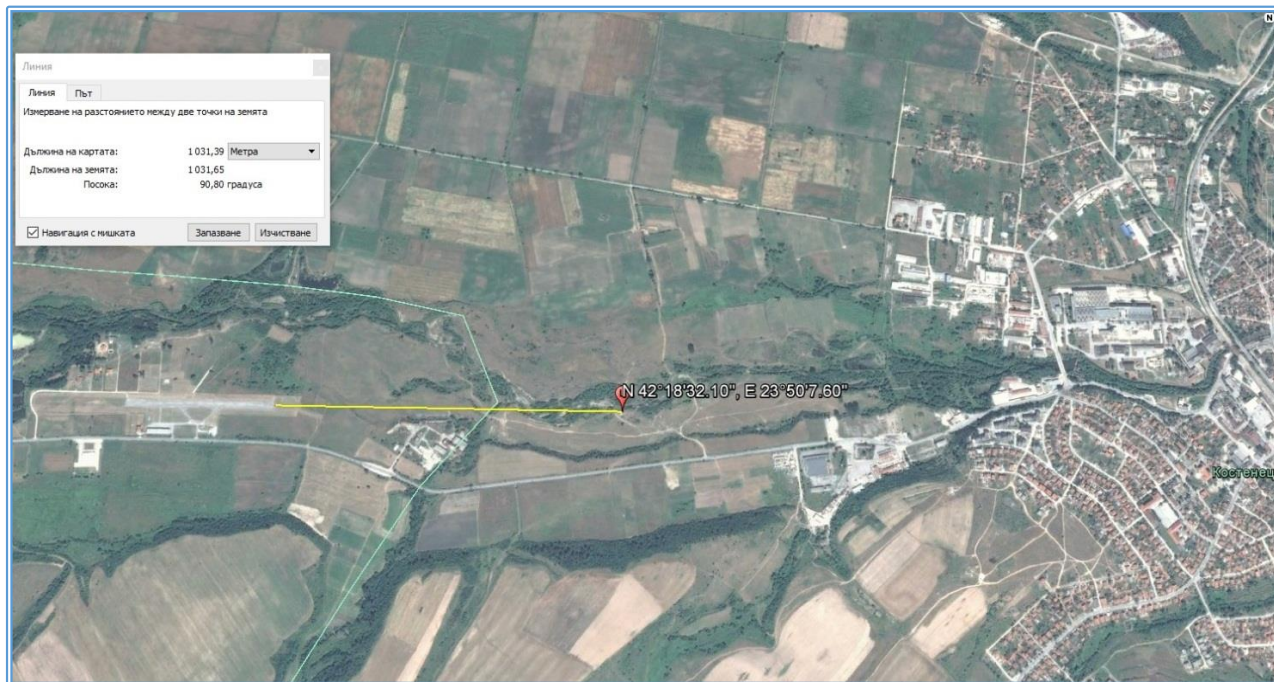 N
Линия
Линия Път
Измерване на разстоянието между две точки на земята
Дължина на картата: 1 031,39 Метра
Дължина на земята: 1 031,65
Посока: 90,80 градуса
Навигация с мишката Запазване Изчистване
N 42°18'32.10", E 23°50'7.60"
Костенец